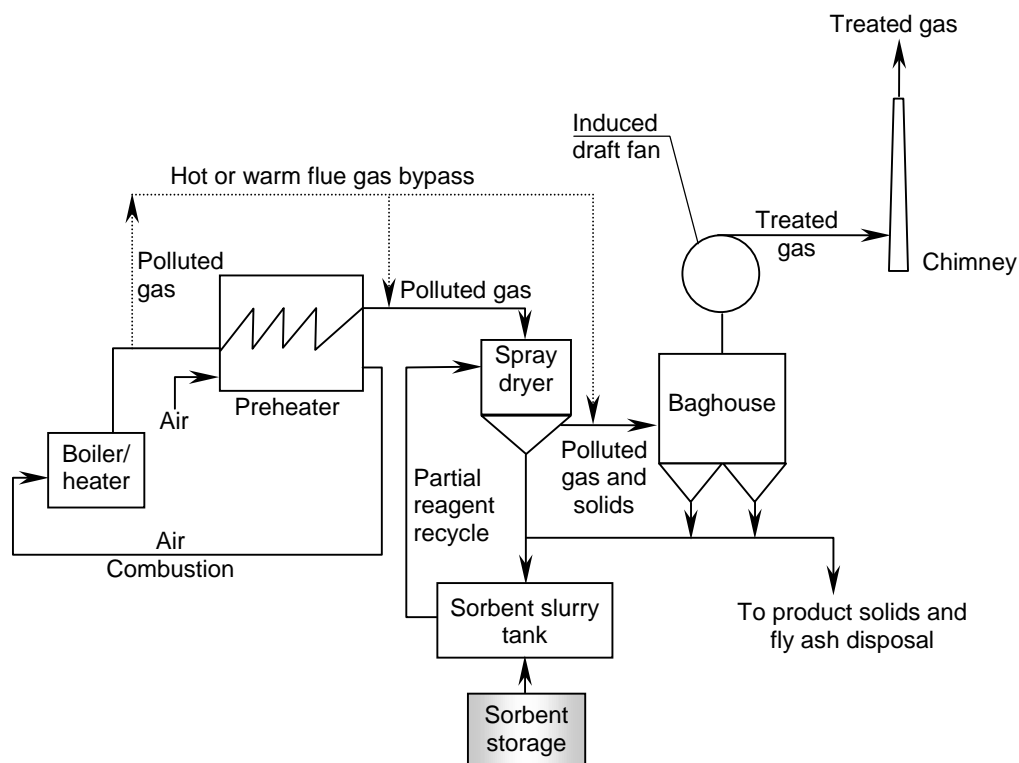 Treated gas
Induced
draft fan
Hot or warm flue gas bypass
Treated
gas
Polluted
gas
Chimney
Polluted gas
Spray
dryer
Preheater
Air
Baghouse
Boiler/
heater
Polluted
gas and
solids
Partial
reagent
recycle
Air
Combustion
Sorbent slurry
tank
To product solids and
fly ash disposal
Sorbent
storage